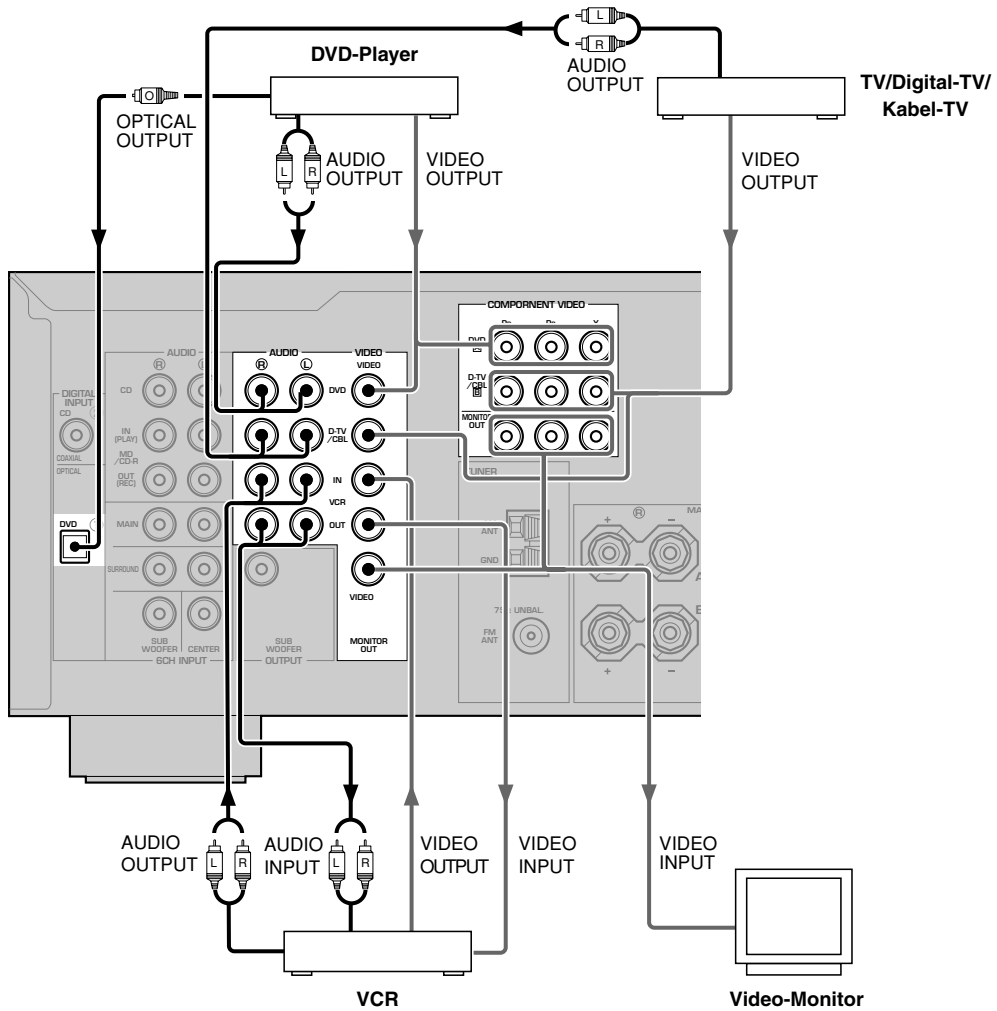 L
R
AUDIO
OUTPUT
DVD-Player
TV/Digital-TV/
Kabel-TV
O
OPTICAL
OUTPUT
L
R
AUDIO
OUTPUT
VIDEO
OUTPUT
VIDEO
OUTPUT
COMPORNENT VIDEO
DVD
A
D-TV
/CBL
B
MONITOR
OUT
AUDIO
R
AUDIO
R
L
VIDEO
VIDEO
DVD
D-TV
/CBL
IN
VCR
OUT
VIDEO
MONITOR
OUT
DIGITAL
INPUT
CD
COAXIAL
OPTICAL
DVD
CD
IN
(PLAY)
MD
/CD-R
OUT
(REC)
MAIN
SURROUND
SUB
WOOFER
CENTER
6CH INPUT
SUB
WOOFER
OUTPUT
TUNER
ANT
GND
75Ω UNBAL.
FM
ANT
+
R
−
MA
A
B
+
−
AUDIO
OUTPUT
L
R
AUDIO
INPUT
L
R
VIDEO
OUTPUT
VIDEO
INPUT
VIDEO
INPUT
VCR
Video-Monitor